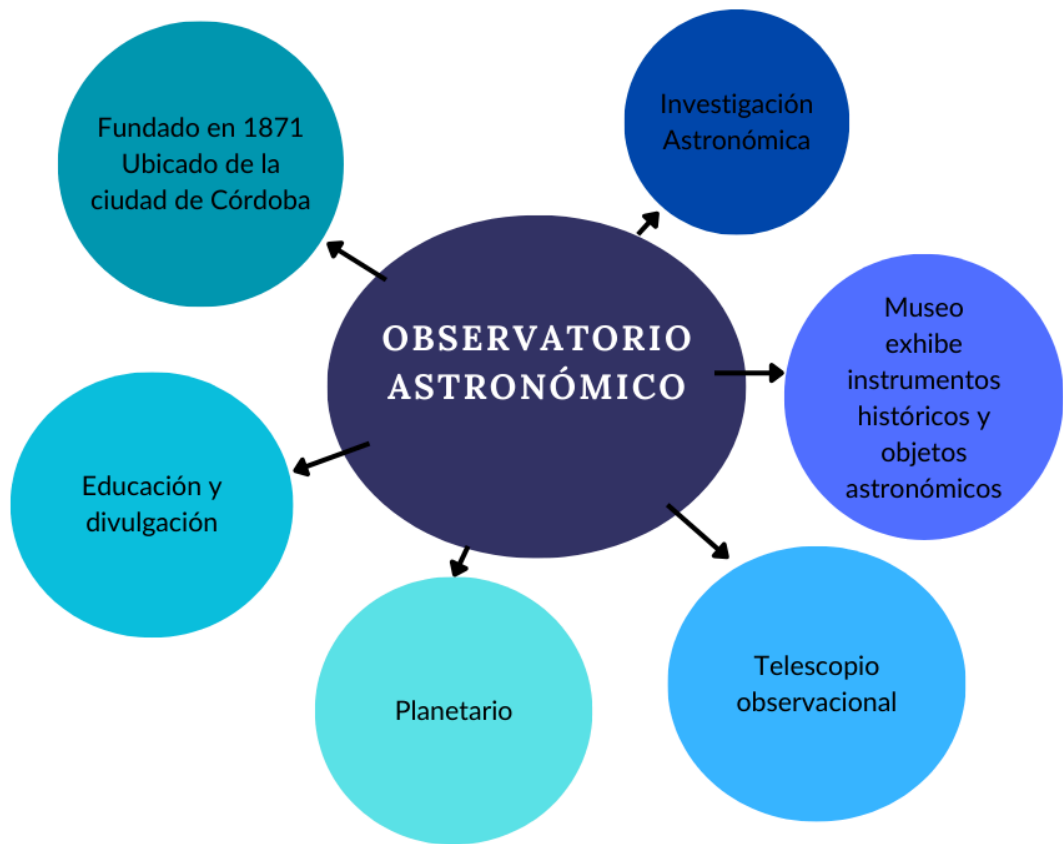 Fundado en 1871
Ubicado de la
ciudad de Córdoba
Investigación
Astronómica
OBSERVATORIO
ASTRONÓMICO
Museo
exhibe
instrumentos
históricos y
objetos
astronómicos
Educación y
divulgación
Planetario
Telescopio
observacional